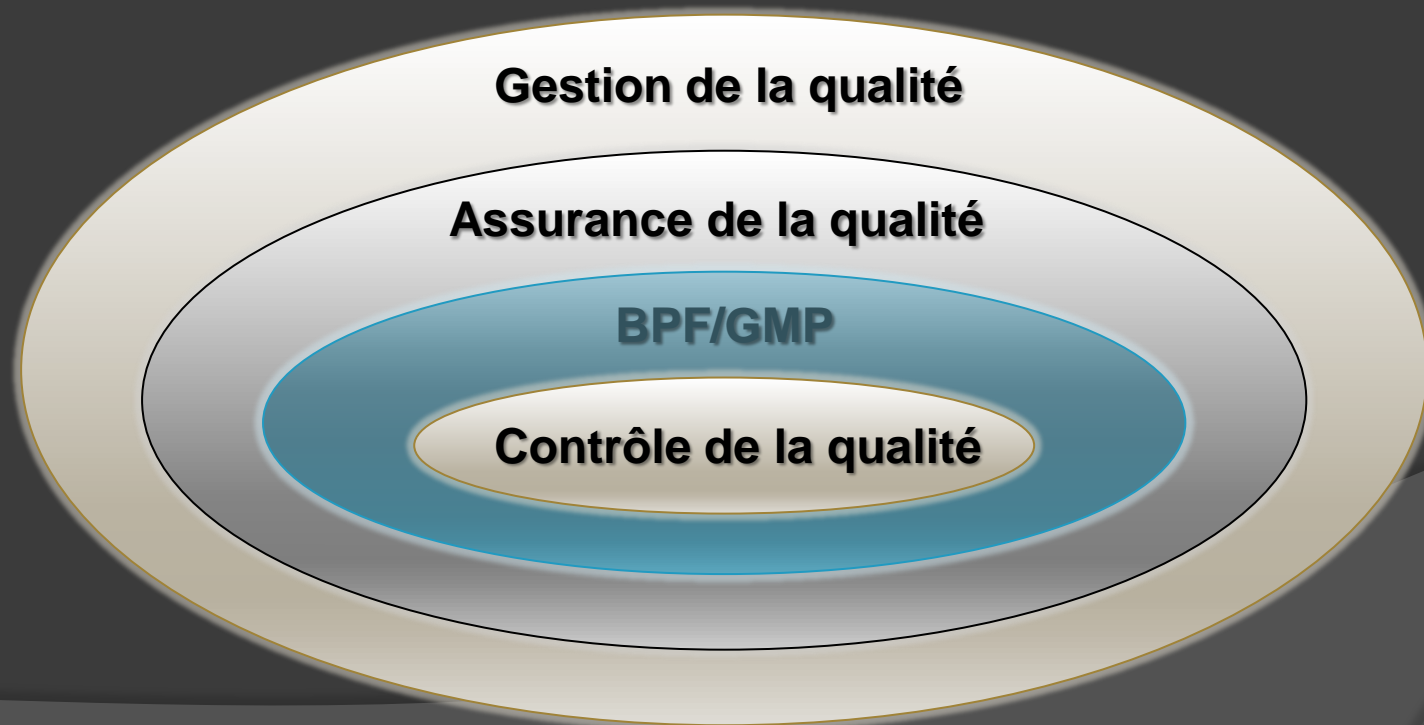 Gestion de la qualité
Assurance de la qualité
BPF/GMP
Contrôle de la qualité